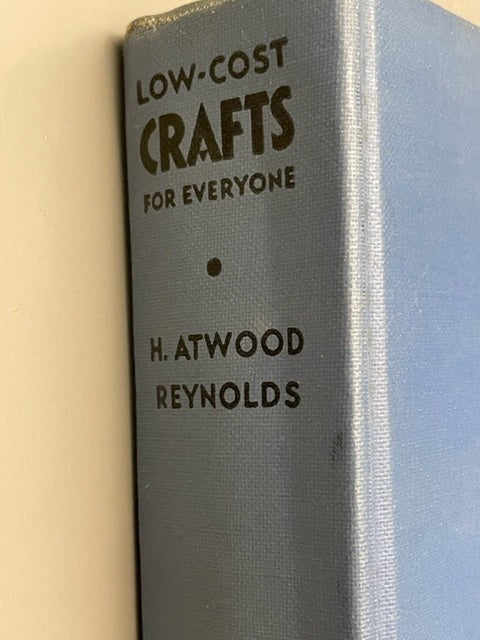 LOW-COST
CRAFTS
FOR EVERYONE
H. ATWOOD
REYNOLDS